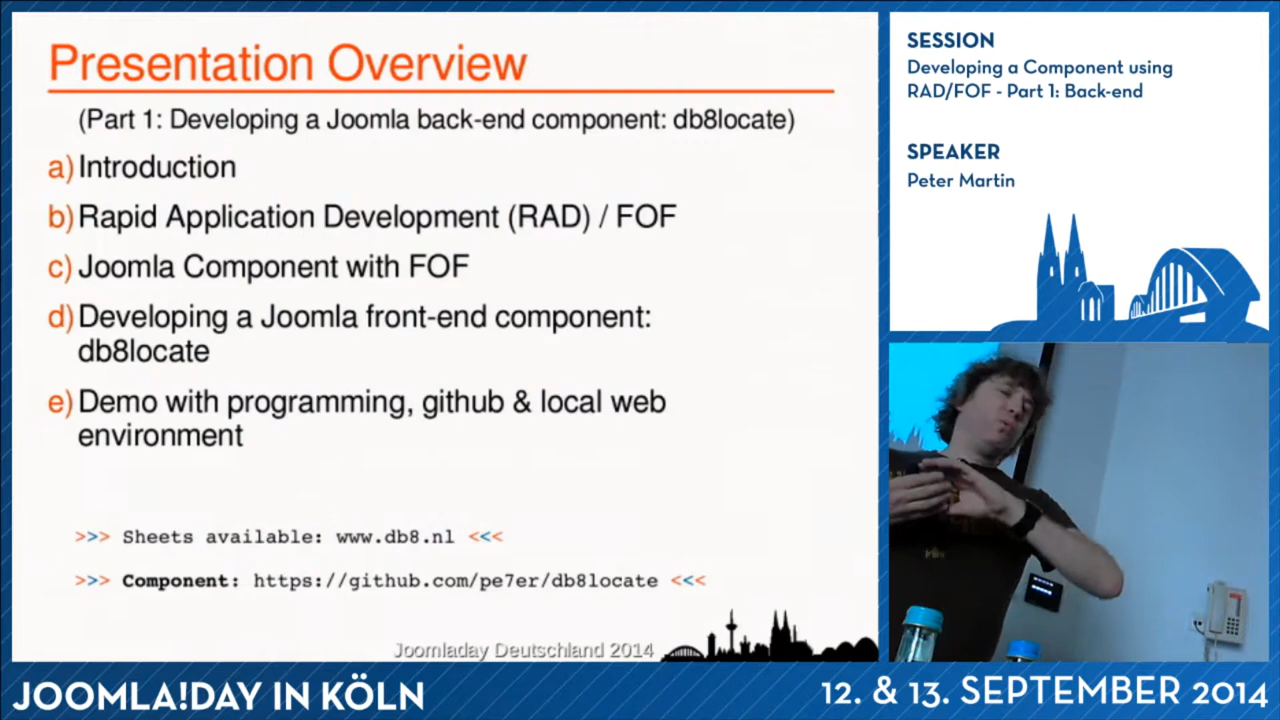 Presentation Overview
(Part 1: Developing a Joomla back-end component: db8locate)
a) Introduction
b) Rapid Application Development (RAD) / FOF
c) Joomla Component with FOF
d) Developing a Joomla front-end component:
db8locate
e) Demo with programming, github & local web
environment
>>> Sheets available: www.db8.nl <<<
>>> Component: https://github.com/pe7er/db8locate <<<
Joomladay Deutschland 2014
SESSION
Developing a Component using
RAD/FOF - Part 1: Back-end
SPEAKER
Peter Martin
JOOMLA!DAY IN KÖLN
12. & 13. SEPTEMBER 2014